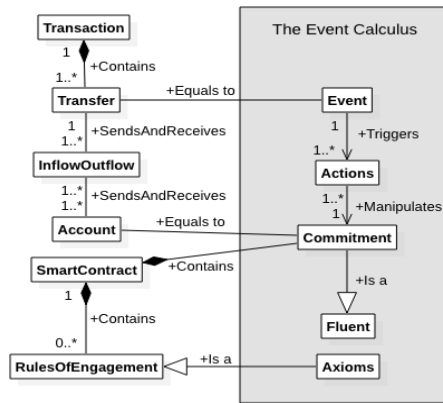 Transaction
The Event Calculus
1
+Contains
1..*
+Equals to
Transfer
Event
1
1
+SendsAndReceives
+Triggers
1..*
1..*
InflowOutflow
Actions
1..*
1..*
+SendsAndReceives
+Manipulates
1..*
1
+Equals to
Account
Commitment
SmartContract
+Contains
1
+Is a
+Contains
Fluent
0..*
+Is a
RulesOfEngagement
Axioms